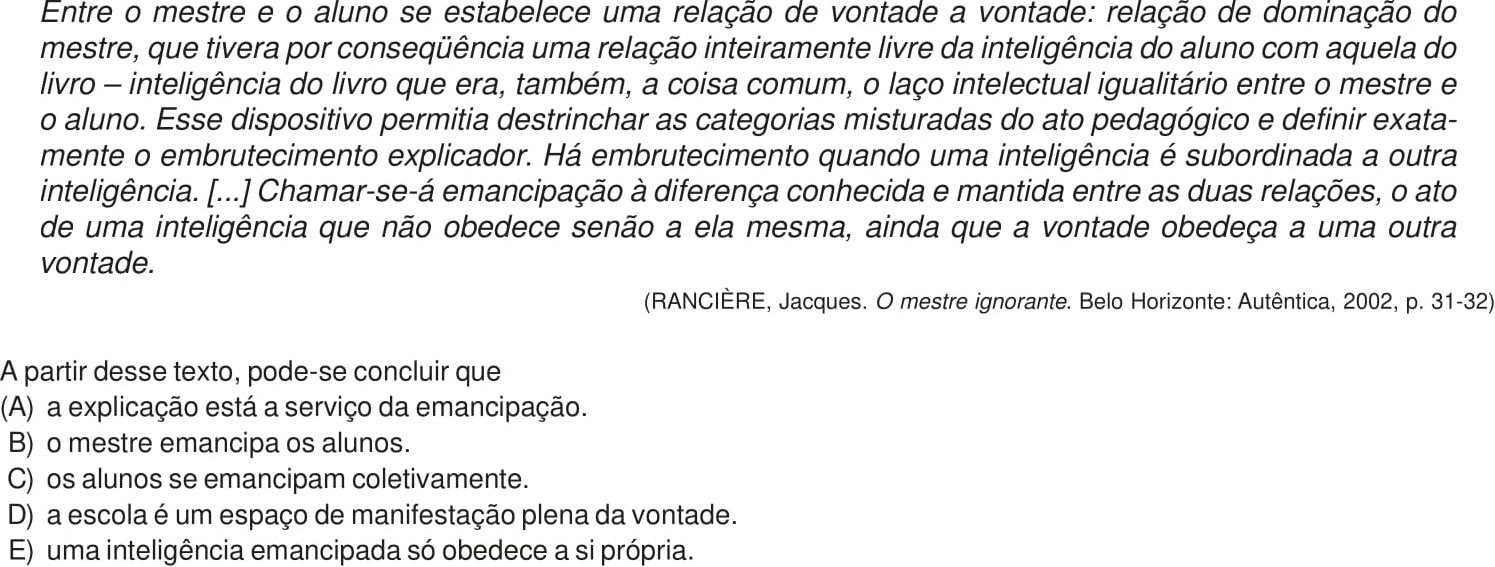 Entre o mestre e o aluno se estabelece uma relação de vontade a vontade: relação de dominação do
mestre, que tivera por conseqüência uma relação inteiramente livre da inteligência do aluno com aquela do
livro – inteligência do livro que era, também, a coisa comum, o laço intelectual igualitário entre o mestre e
o aluno. Esse dispositivo permitia destrinchar as categorias misturadas do ato pedagógico e definir exata-
mente o embrutecimento explicador. Há embrutecimento quando uma inteligência é subordinada a outra
inteligência. [...] Chamar-se-á emancipação à diferença conhecida e mantida entre as duas relações, o ato
de uma inteligência que não obedece senão a ela mesma, ainda que a vontade obedeça a uma outra
vontade.
(RANCIÈRE, Jacques. O mestre ignorante. Belo Horizonte: Autêntica, 2002, p. 31-32)
A partir desse texto, pode-se concluir que
(A) a explicação está a serviço da emancipação.
B) o mestre emancipa os alunos.
C) os alunos se emancipam coletivamente.
D) a escola é um espaço de manifestação plena da vontade.
E) uma inteligência emancipada só obedece a si própria.